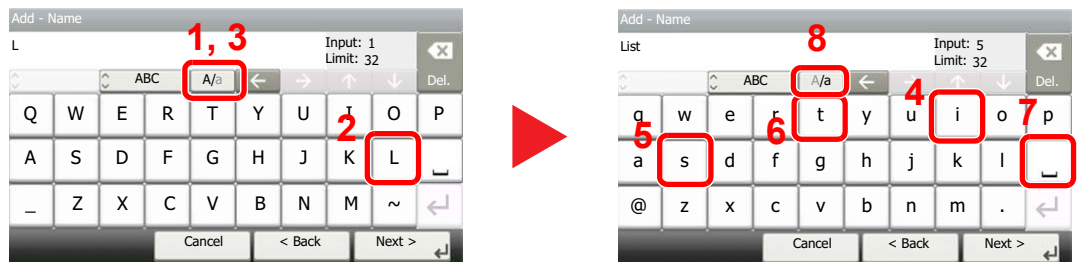 Add - Name
L
Input: 1
Limit: 32
1, 3
ABC
A/a
Del.
Q W E R T Y U I O P
2
A S D F G H J K L
_ Z X C V B N M ~
Cancel
< Back
Next >
Add - Name
List
Input: 5
Limit: 32
8
ABC
A/a
Del.
4
7
q w e r t y u i o p
5
6
a s d f g h j k l
@ z x c v b n m .
Cancel
< Back
Next >